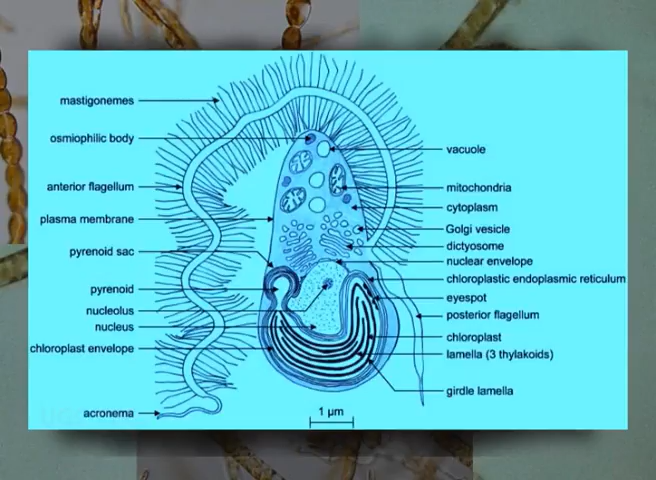 mastigonemes
osmiophilic body
anterior flagellum
plasma membrane
pyrenoid sac
pyrenoid
nucleolus
nucleus
chloroplast envelope
acronema
vacuole
mitochondria
cytoplasm
Golgi vesicle
dictyosome
nuclear envelope
chloroplastic endoplasmic reticulum
eyespot
posterior flagellum
chloroplast
lamella (3 thylakoids)
girdle lamella
1 µm